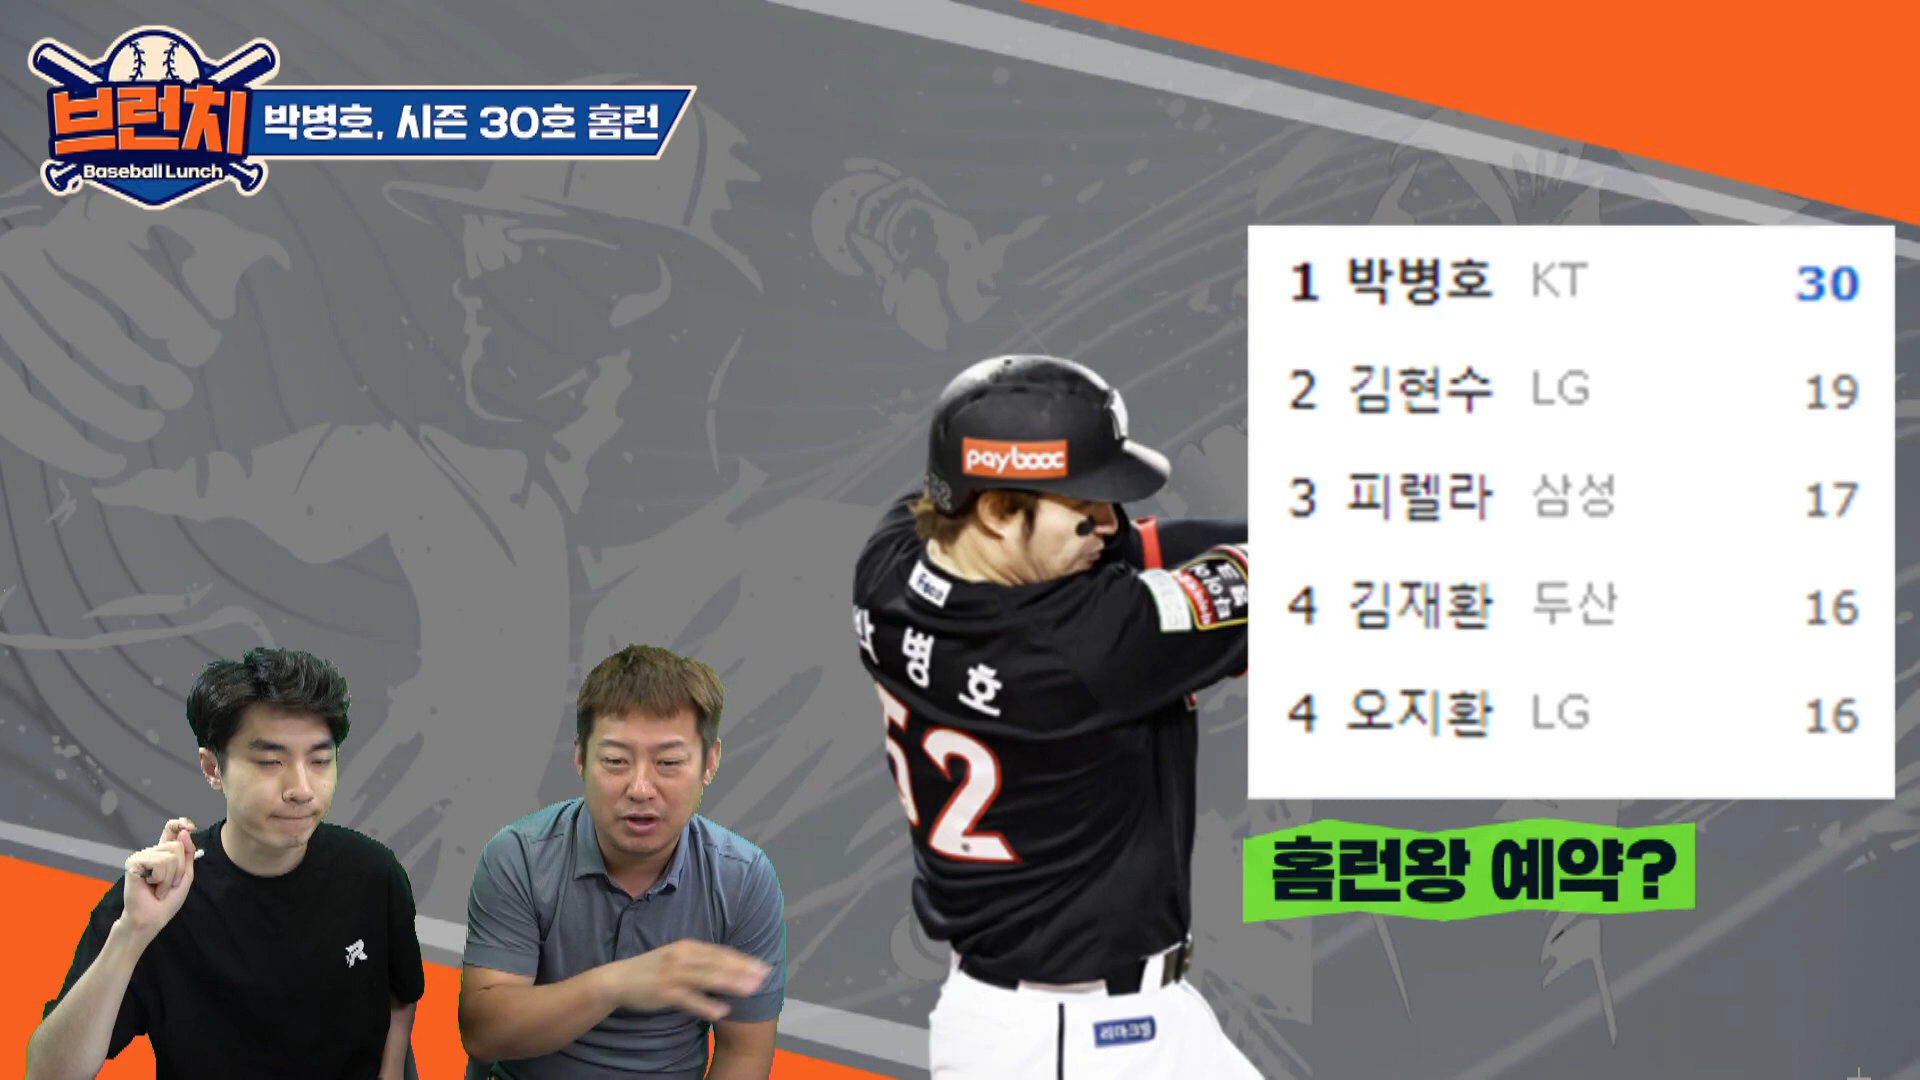 브런치
Baseball Lunch
박병호, 시즌 30호 홈런
1 박병호 KT 30
2 김현수 LG 19
3 피렐라 삼성 17
4 김재환 두산 16
4 오지환 LG 16
홈런왕 예약?
paybooc
박병호
52